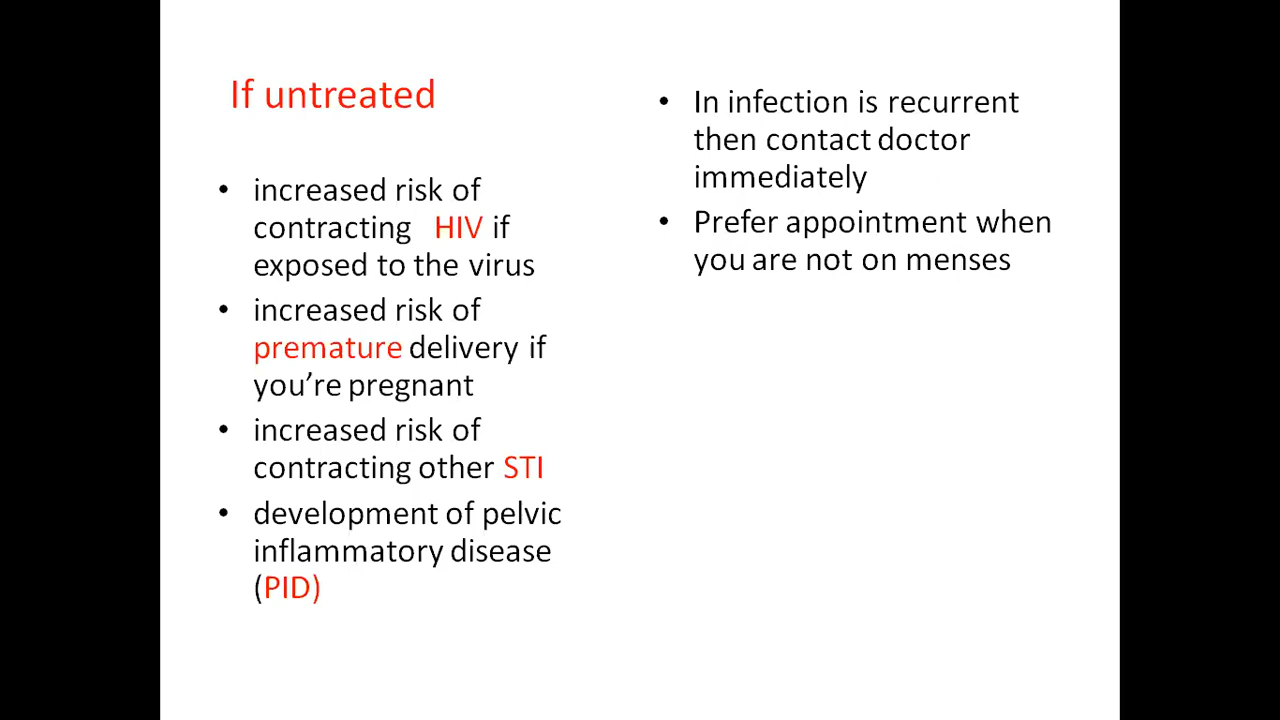 If untreated
• increased risk of
contracting HIV if
exposed to the virus
• increased risk of
premature delivery if
you’re pregnant
• increased risk of
contracting other STI
• development of pelvic
inflammatory disease
(PID)
• In infection is recurrent
then contact doctor
immediately
• Prefer appointment when
you are not on menses